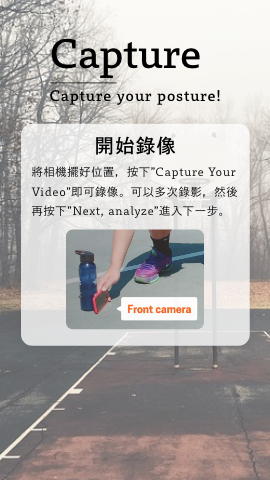 Capture
Capture your posture!
開始錄像
將相機擺好位置，按下"Capture Your
Video"即可錄像。可以多次錄影，然後
再按下"Next, analyze"進入下一步。
Front camera